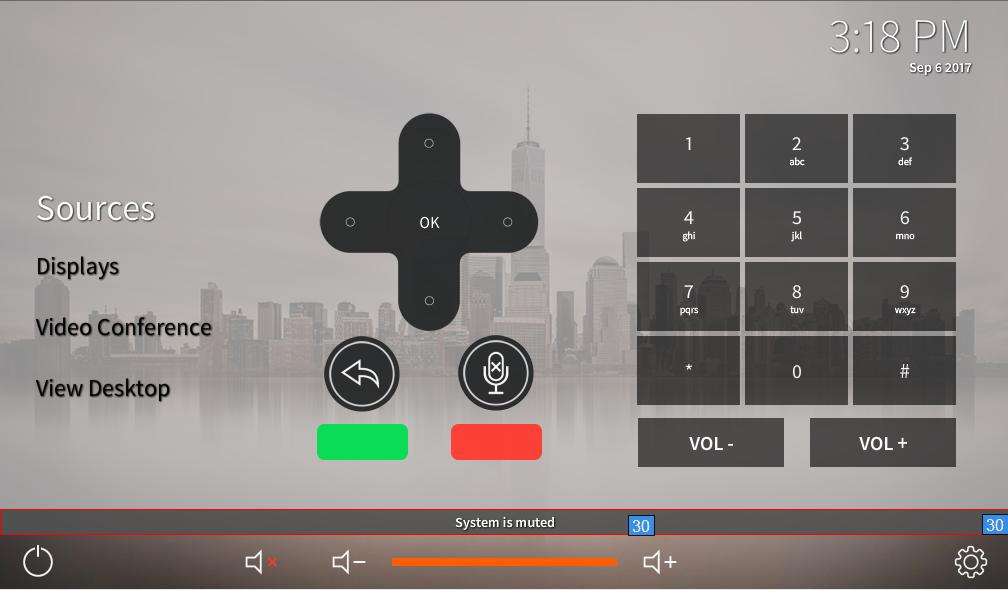 3:18 PM
Sep 6 2017
Sources
Displays
Video Conference
View Desktop
OK
1
2
abc
3
def
4
ghi
5
jkl
6
mno
7
pqrs
8
tuv
9
wxyz
*
0
#
VOL -
VOL +
System is muted
30
30